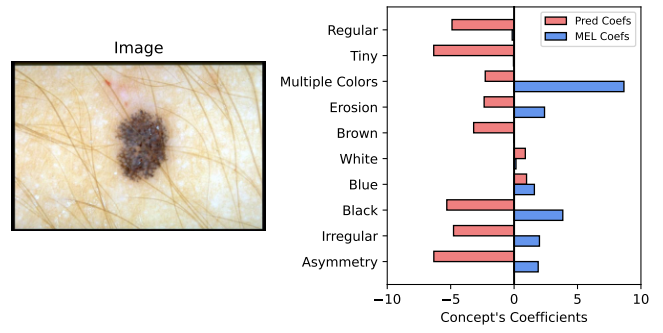 Image
Regular
Tiny
Multiple Colors
Erosion
Brown
White
Blue
Black
Irregular
Asymmetry
Pred Coefs
MEL Coefs
−10
−5
0
5
10
Concept's Coefficients